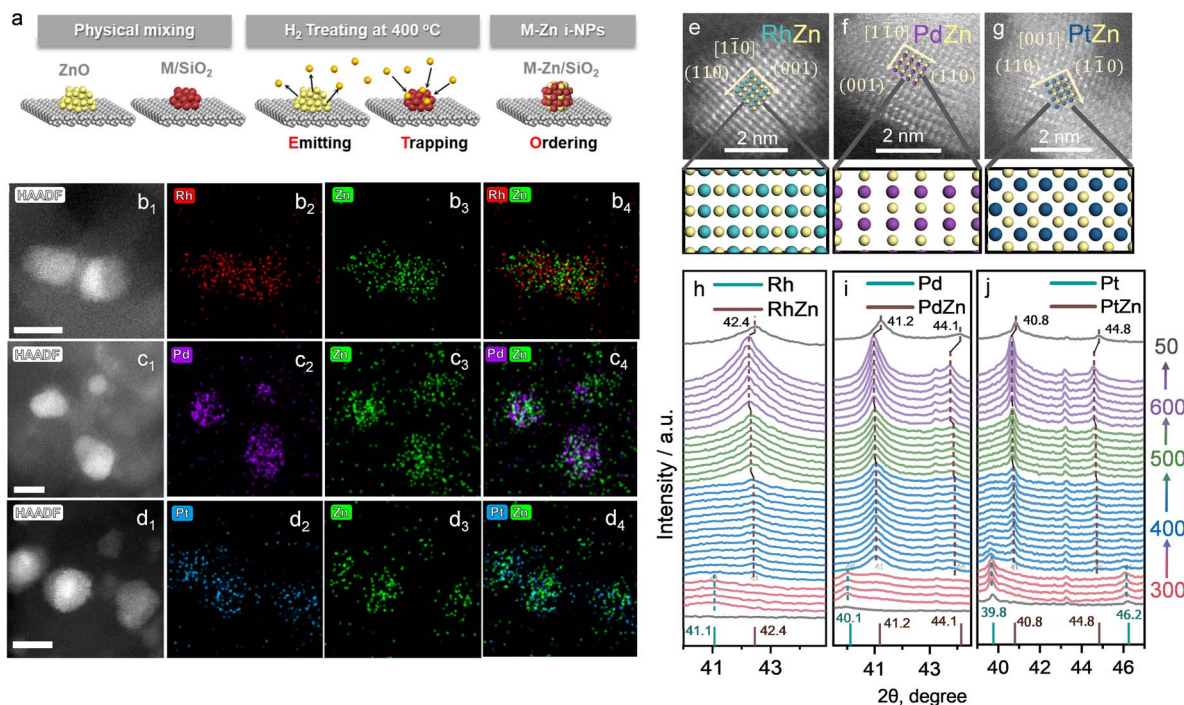 a
Physical mixing
H₂ Treating at 400 °C
M-Zn i-NPs
ZnO
M/SiO₂
M-Zn/SiO₂
Emitting
Trapping
Ordering
HAADF
b₁
Rh
b₂
Zn
b₃
Rh Zn
b₄
HAADF
c₁
Pd
c₂
Zn
c₃
Pd Zn
c₄
HAADF
d₁
Pt
d₂
Zn
d₃
Pt Zn
d₄
e
RhZn
[11̅0]
(110)
(001)
2 nm
f
PdZn
[11̅0]
(001)
(110)
2 nm
g
PtZn
[001]
(110)
(11̅0)
2 nm
h
Rh
RhZn
42.4
41.1
42.4
41
43
i
Pd
PdZn
41.2
44.1
40.1
41.2
44.1
41
43
j
Pt
PtZn
40.8
44.8
39.8
40.8
44.8
46.2
40
42
44
46
50
600
500
400
300
Intensity / a.u.
2θ, degree